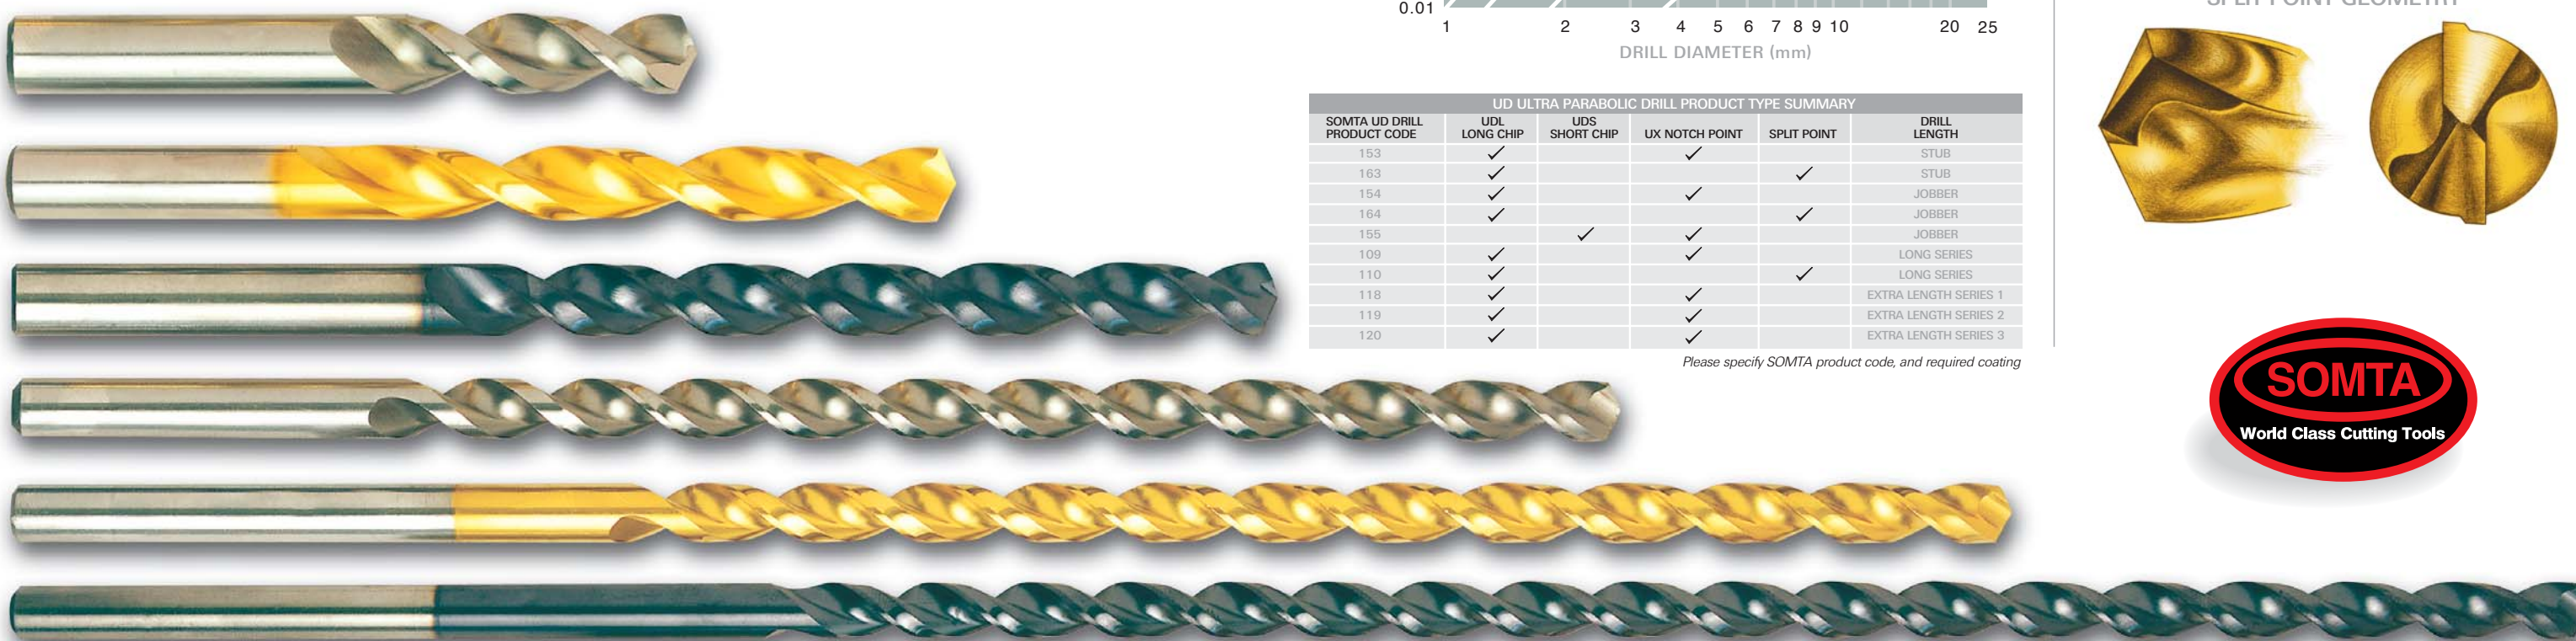 0.01
1 2 3 4 5 6 7 8 9 10 20 25
DRILL DIAMETER (mm)
UD ULTRA PARABOLIC DRILL PRODUCT TYPE SUMMARY
SOMTA UD DRILL PRODUCT CODE UDL LONG CHIP UDS SHORT CHIP UX NOTCH POINT SPLIT POINT DRILL LENGTH
153 ✓ ✓ STUB
163 ✓ ✓ STUB
154 ✓ ✓ JOBBER
164 ✓ ✓ JOBBER
155 ✓ ✓ JOBBER
109 ✓ ✓ LONG SERIES
110 ✓ ✓ LONG SERIES
118 ✓ ✓ EXTRA LENGTH SERIES 1
119 ✓ ✓ EXTRA LENGTH SERIES 2
120 ✓ ✓ EXTRA LENGTH SERIES 3
Please specify SOMTA product code, and required coating
SPLIT POINT GEOMETRY
SOMTA
World Class Cutting Tools